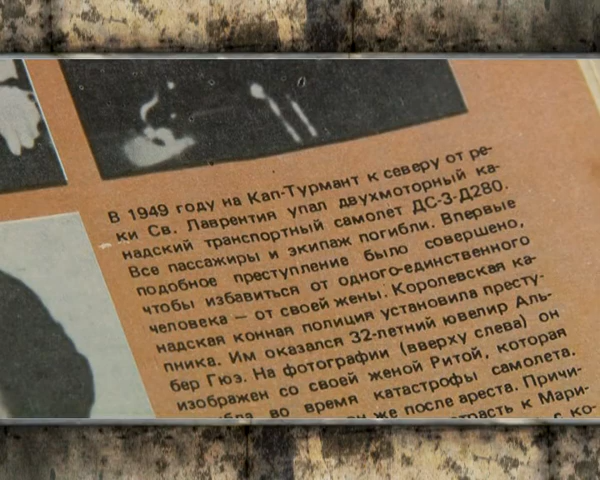 В 1949 году на Кап-Турмант к северу от ре-
ки Св. Лаврентия упал двухмоторный ка-
надский транспортный самолет ДС-3-Д280.
Все пассажиры и экипаж погибли. Впервые
подобное преступление было совершено,
чтобы избавиться от одного-единственного
человека — от своей жены. Королевская ка-
надская конная полиция установила престу-
пника. Им оказался 32-летний ювелир Аль-
бер Гюэ. На фотографии (вверху слева) он
изображен со своей женой Ритой, которая
во время катастрофы самолета.
же после ареста. Причи-
к Мари-
с ко-